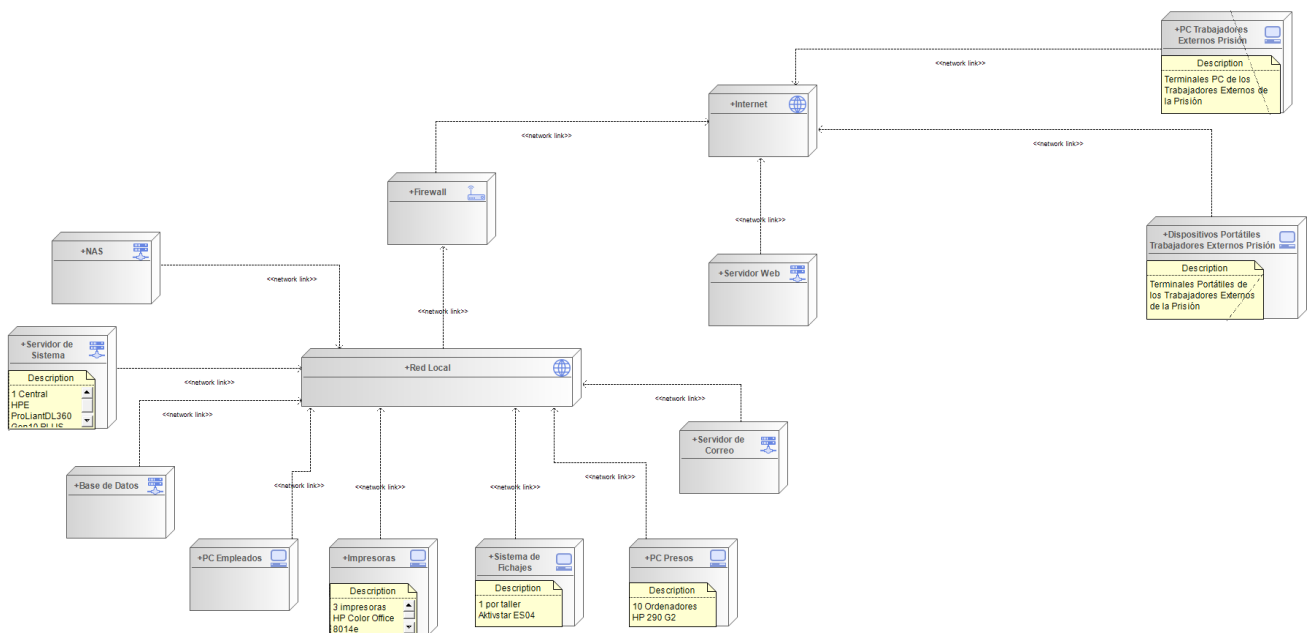 +PC Trabajadores
Externos Prisión
Description
Terminales PC de los
Trabajadores Externos de
la Prisión
<<network link>>
+Internet
<<network link>>
<<network link>>
+Firewall
<<network link>>
+Dispositivos Portátiles
Trabajadores Externos Prisión
Description
Terminales Portátiles de
los Trabajadores Externos
de la Prisión
+NAS
<<network link>>
+Servidor Web
<<network link>>
+Servidor de
Sistema
Description
1 Central
HPE
ProLiantDL360
Gen10 PLUS
<<network link>>
+Red Local
<<network link>>
<<network link>>
+Servidor de
Correo
+Base de Datos
<<network link>>
<<network link>>
<<network link>>
<<network link>>
+PC Empleados
+Impresoras
Description
3 impresoras
HP Color Office
8014e
+Sistema de
Fichajes
Description
1 por taller
Aktivstar ES04
+PC Presos
Description
10 Ordenadores
HP 290 G2